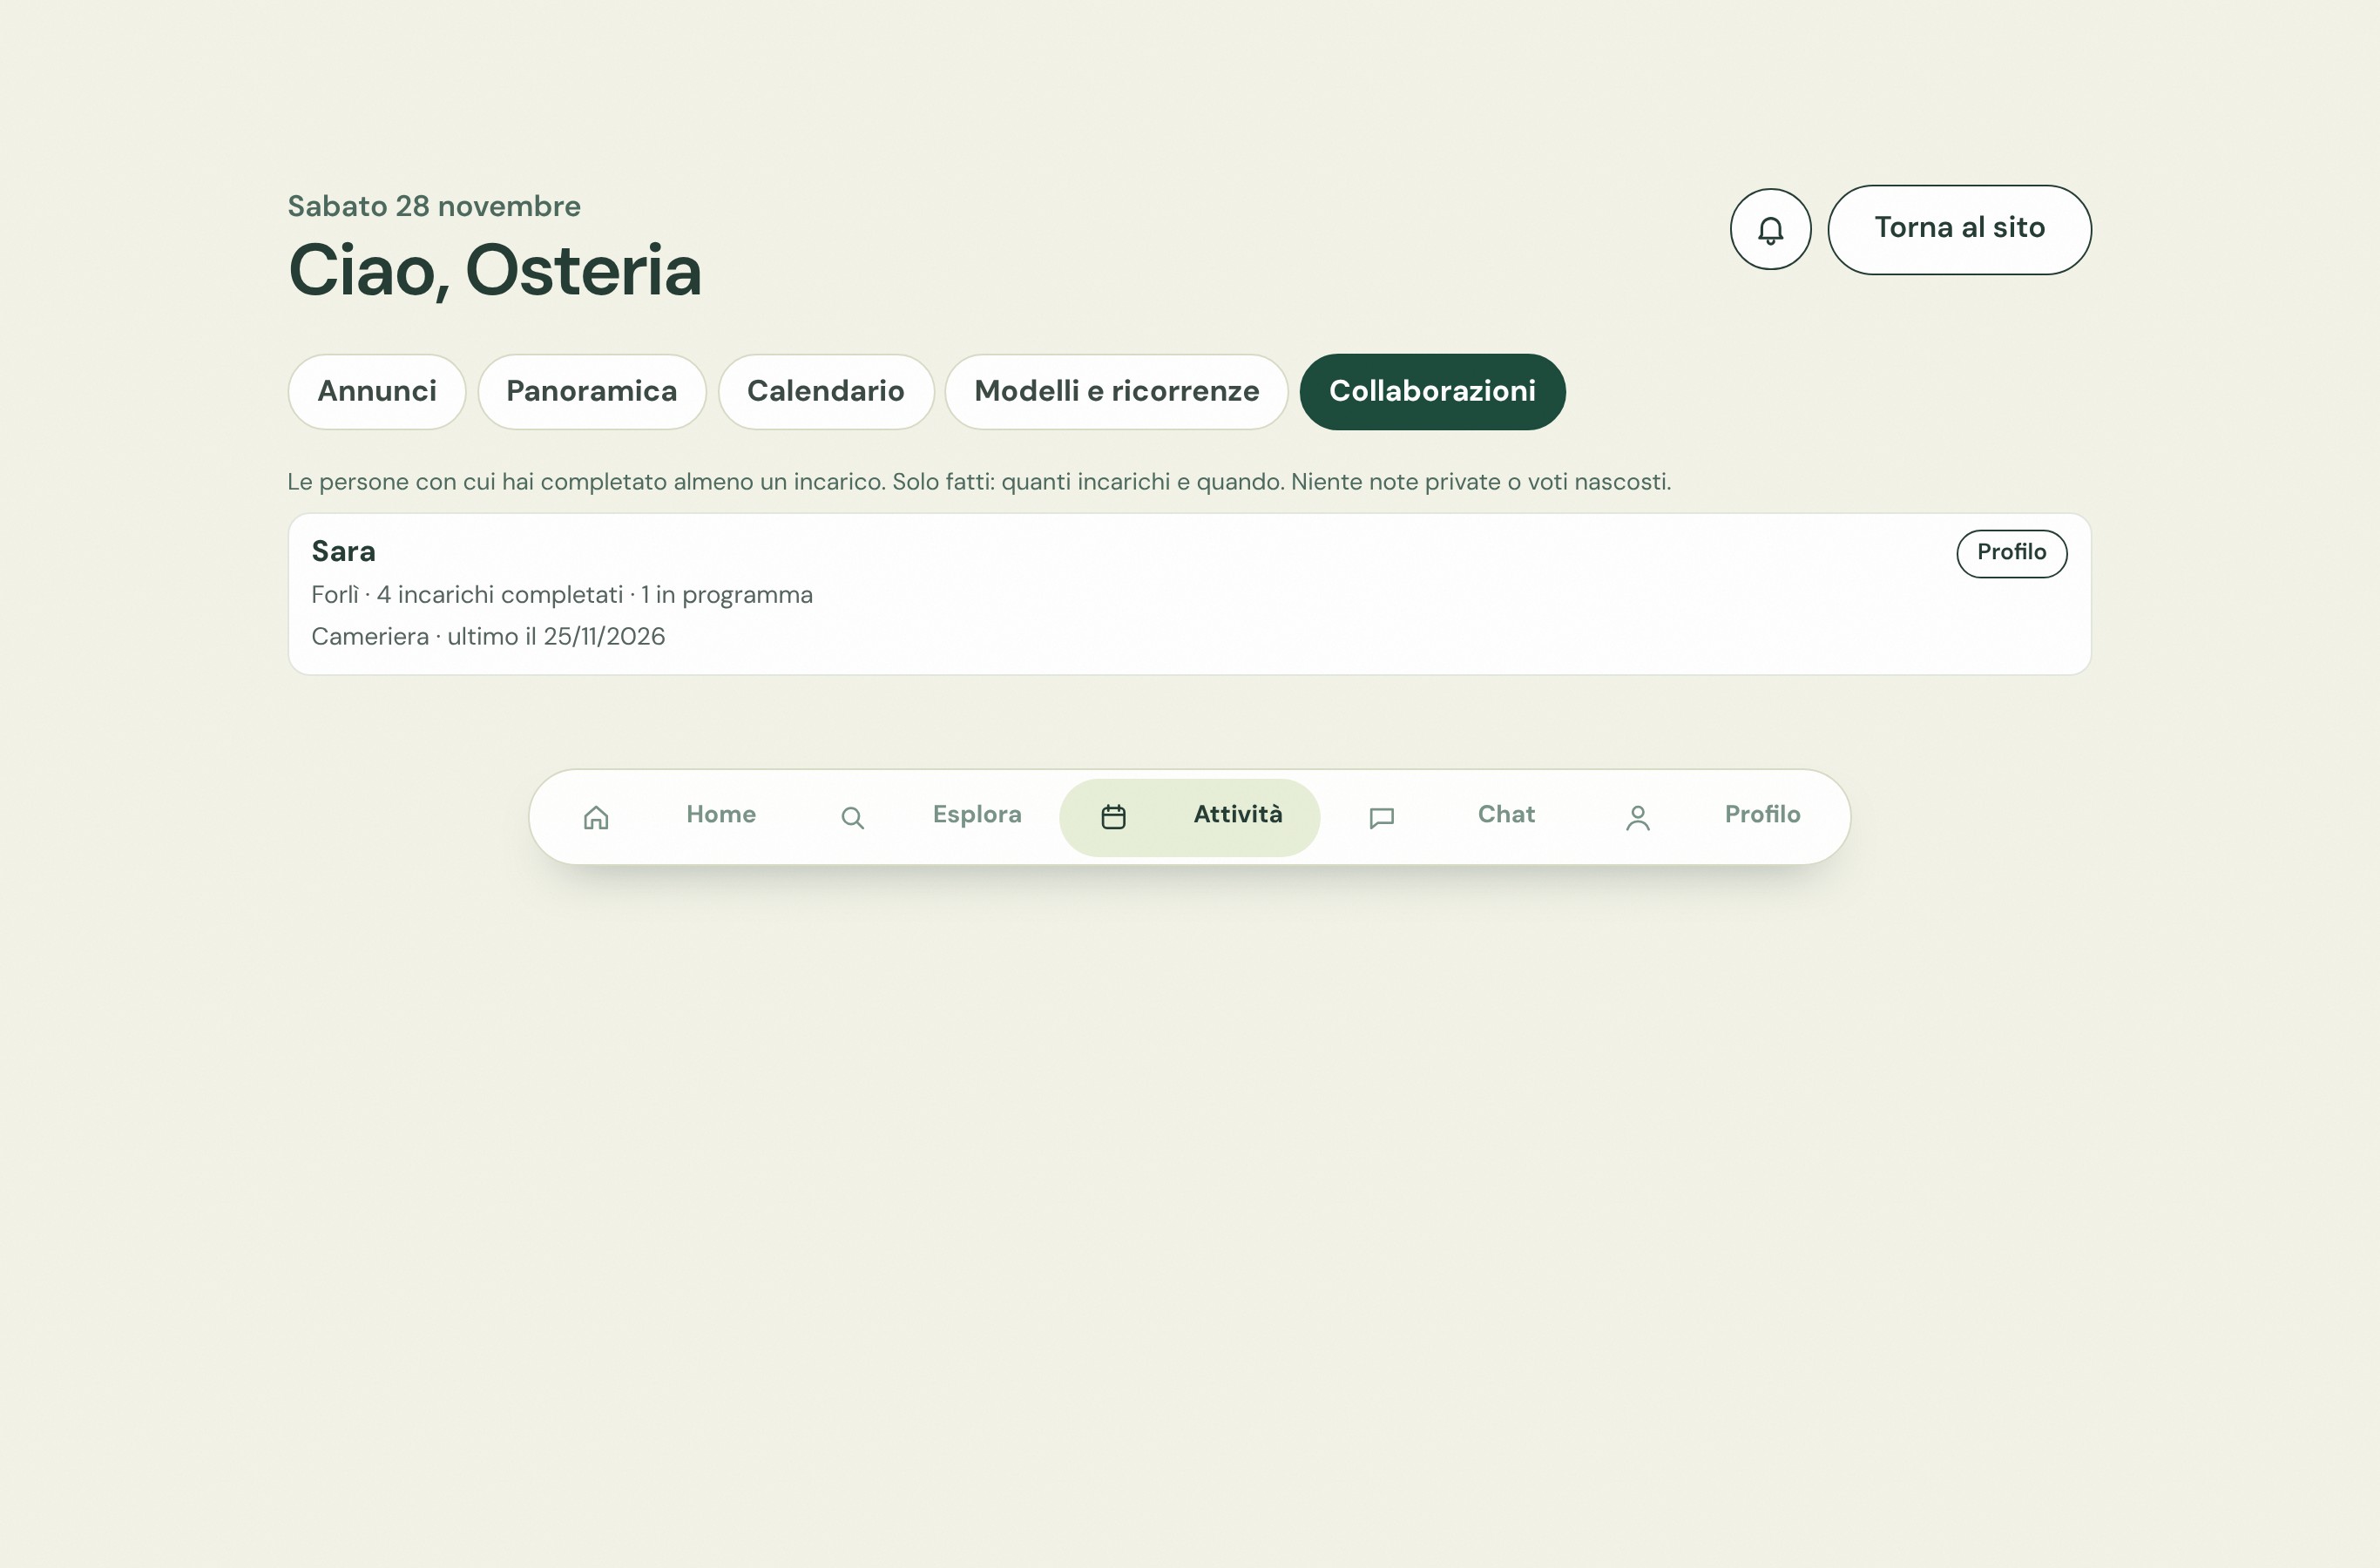 Sabato 28 novembre
Ciao, Osteria
Torna al sito
Annunci
Panoramica
Calendario
Modelli e ricorrenze
Collaborazioni
Le persone con cui hai completato almeno un incarico. Solo fatti: quanti incarichi e quando. Niente note private o voti nascosti.
Sara
Profilo
Forlì · 4 incarichi completati · 1 in programma
Cameriera · ultimo il 25/11/2026
Home
Esplora
Attività
Chat
Profilo